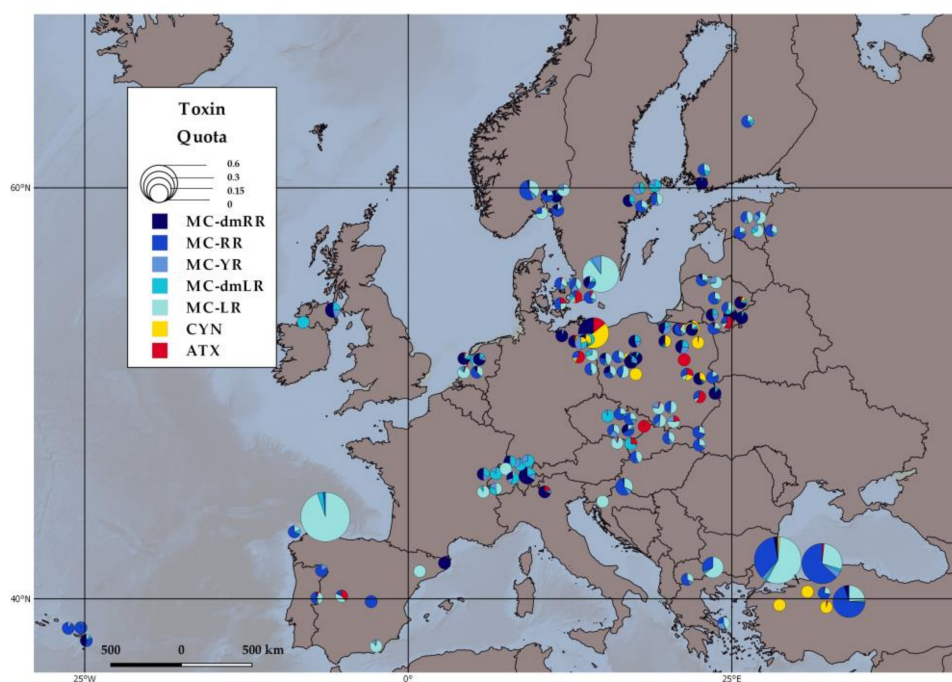 Toxin
Quota
0.6
0.3
0.15
0
MC-dmRR
MC-RR
MC-YR
MC-dmLR
MC-LR
CYN
ATX
60°N
40°N
500 0 500 km
25°W 0° 25°E